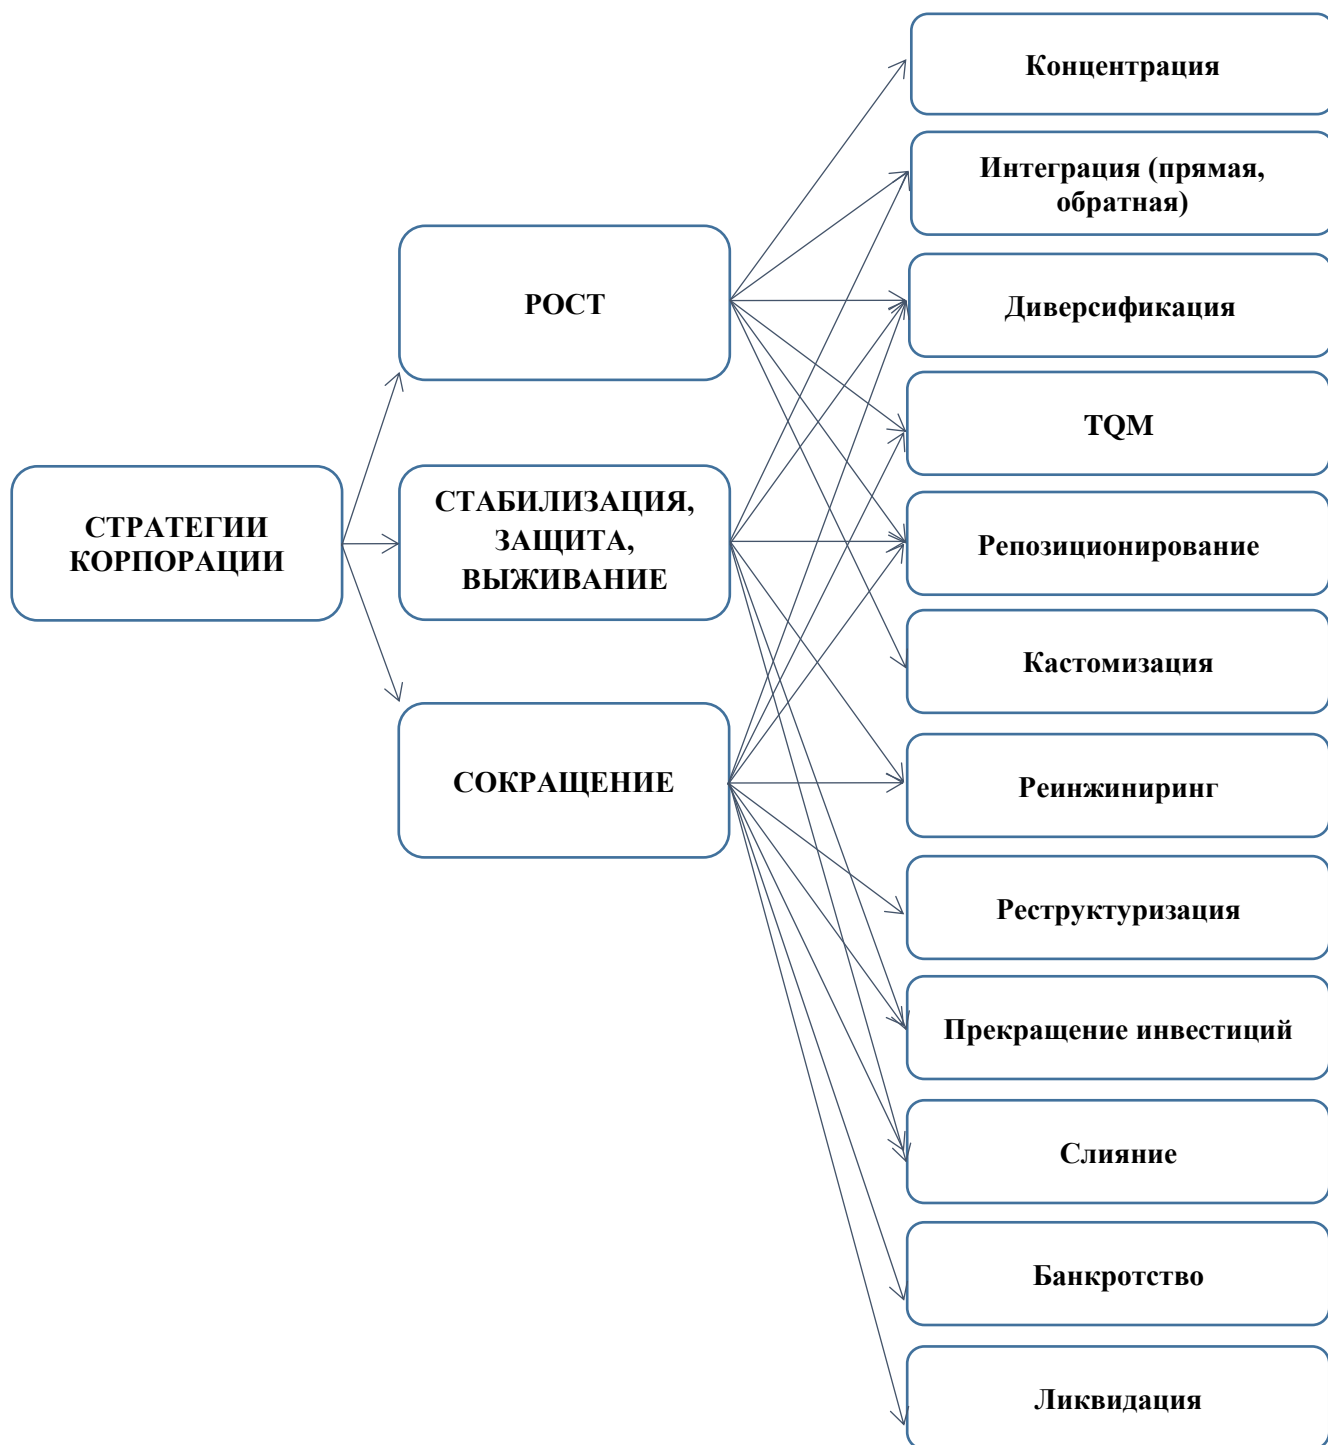 СТРАТЕГИИ
КОРПОРАЦИИ
РОСТ
СТАБИЛИЗАЦИЯ,
ЗАЩИТА,
ВЫЖИВАНИЕ
СОКРАЩЕНИЕ
Концентрация
Интеграция (прямая,
обратная)
Диверсификация
TQM
Репозиционирование
Кастомизация
Реинжиниринг
Реструктуризация
Прекращение инвестиций
Слияние
Банкротство
Ликвидация